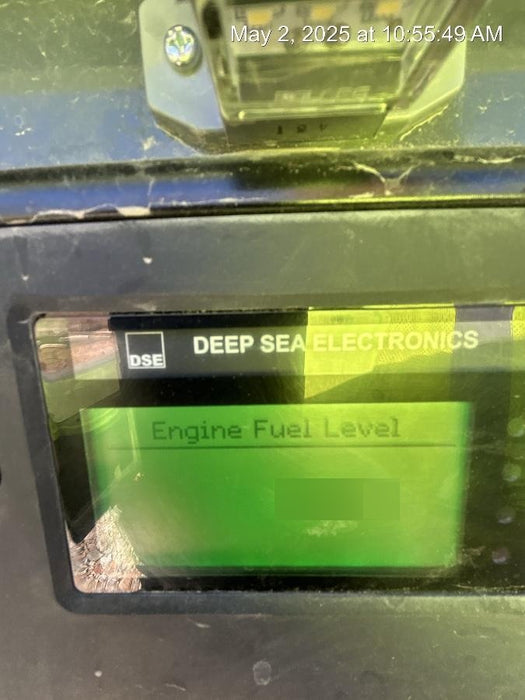 May 2, 2025 at 10:55:49 AM
DSE
DEEP SEA ELECTRONICS
Engine Fuel Level